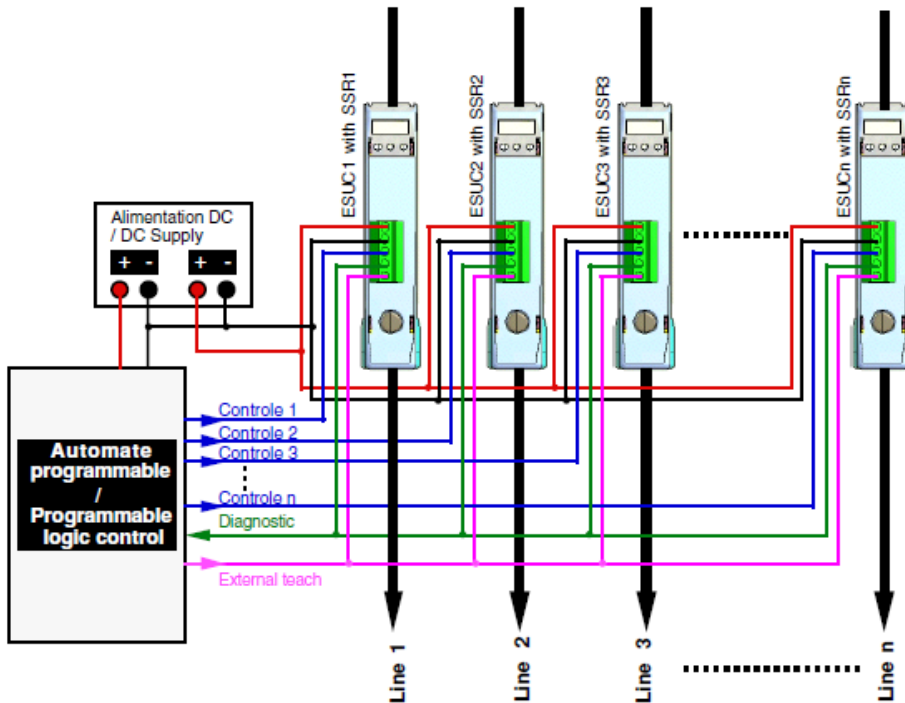 ESUC1 with SSR1
ESUC2 with SSR2
ESUC3 with SSR3
ESUCn with SSRn
Alimentation DC
/ DC Supply
+ - + -
Controle 1
Controle 2
Controle 3
Controle n
Diagnostic
External teach
Automate
programmable
/
Programmable
logic control
Line 1
Line 2
Line 3
Line n